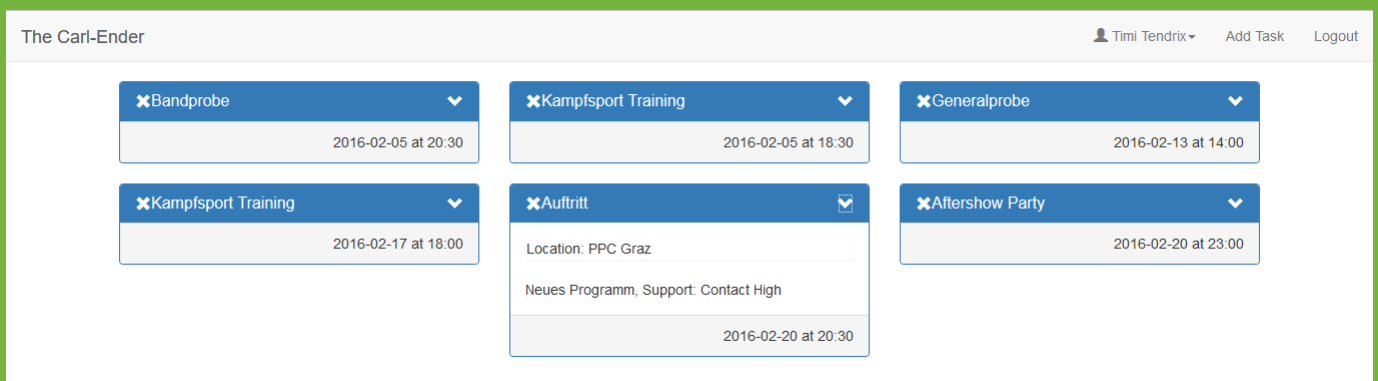 The Carl-Ender
Timi Tendrix
Add Task
Logout
Bandprobe
2016-02-05 at 20:30
Kampfsport Training
2016-02-05 at 18:30
Generalprobe
2016-02-13 at 14:00
Kampfsport Training
2016-02-17 at 18:00
Auftritt
Location: PPC Graz
Neues Programm, Support: Contact High
2016-02-20 at 20:30
Aftershow Party
2016-02-20 at 23:00